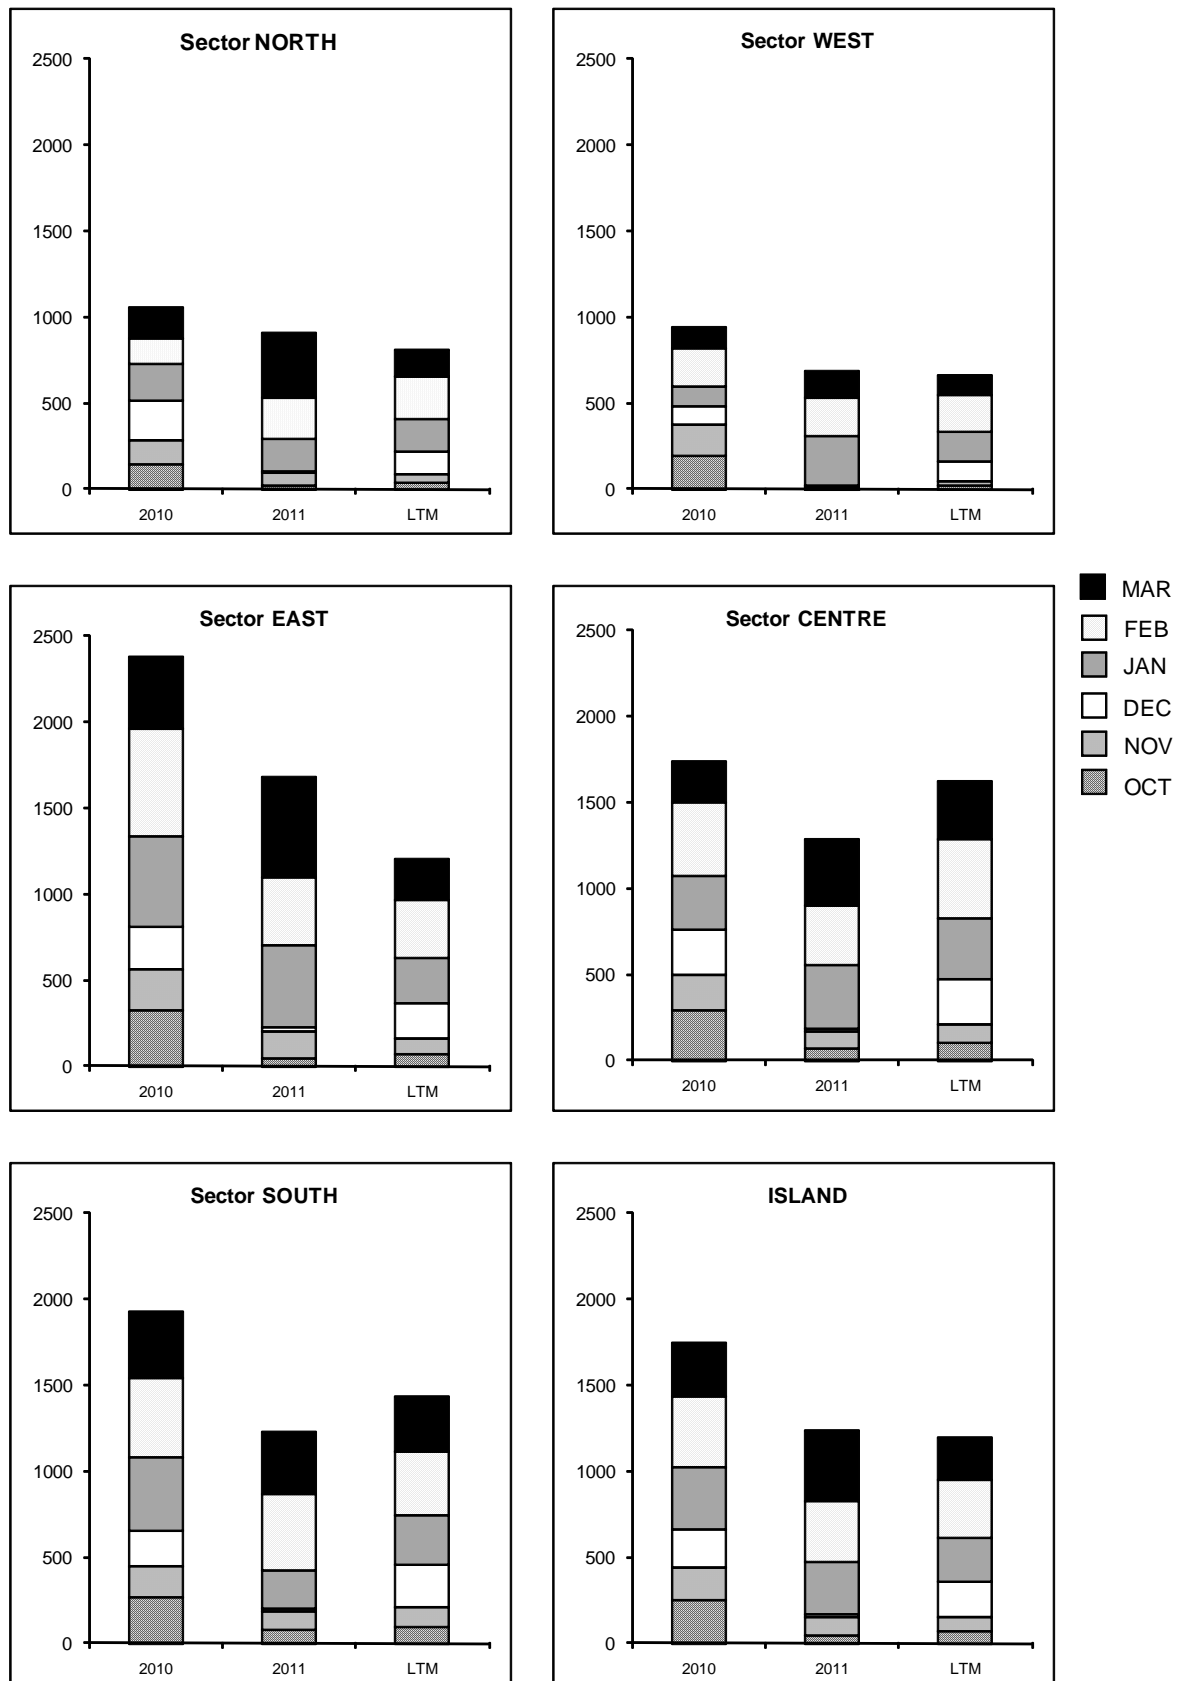 Sector NORTH
2500
2000
1500
1000
500
0
2010 2011 LTM
Sector WEST
2500
2000
1500
1000
500
0
2010 2011 LTM
Sector EAST
2500
2000
1500
1000
500
0
2010 2011 LTM
Sector CENTRE
2500
2000
1500
1000
500
0
2010 2011 LTM
MAR
FEB
JAN
DEC
NOV
OCT
Sector SOUTH
2500
2000
1500
1000
500
0
2010 2011 LTM
ISLAND
2500
2000
1500
1000
500
0
2010 2011 LTM